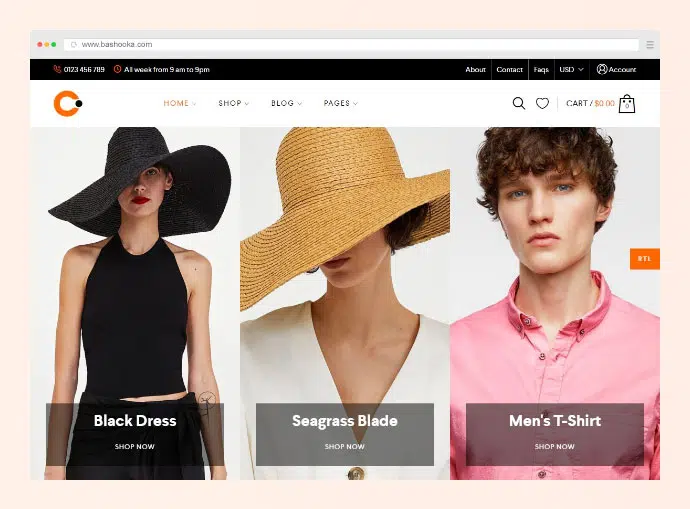 www.bashooka.com
0123 456 789 All week from 9 am to 9pm About Contact Faqs USD Account
HOME SHOP BLOG PAGES CART / $0.00 0
RTL
Black Dress Seagrass Blade Men's T-Shirt
SHOP NOW SHOP NOW SHOP NOW